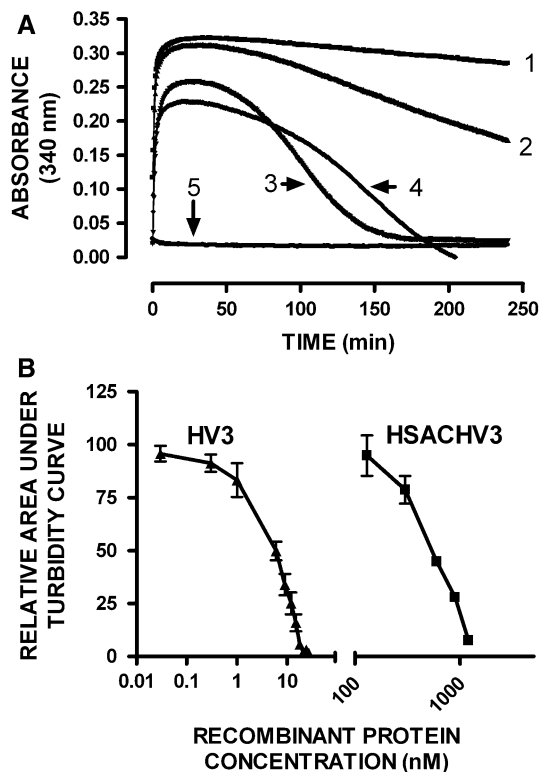 A
ABSORBANCE
(340 nm)
0.35
0.30
0.25
0.20
0.15
0.10
0.05
0.00
1
2
3
4
5
0 50 100 150 200 250
TIME (min)
B
RELATIVE AREA UNDER
TURBIDITY CURVE
125
100
75
50
25
0
HV3
HSACHV3
0.01 0.1 1 10
100 1000
RECOMBINANT PROTEIN
CONCENTRATION (nM)